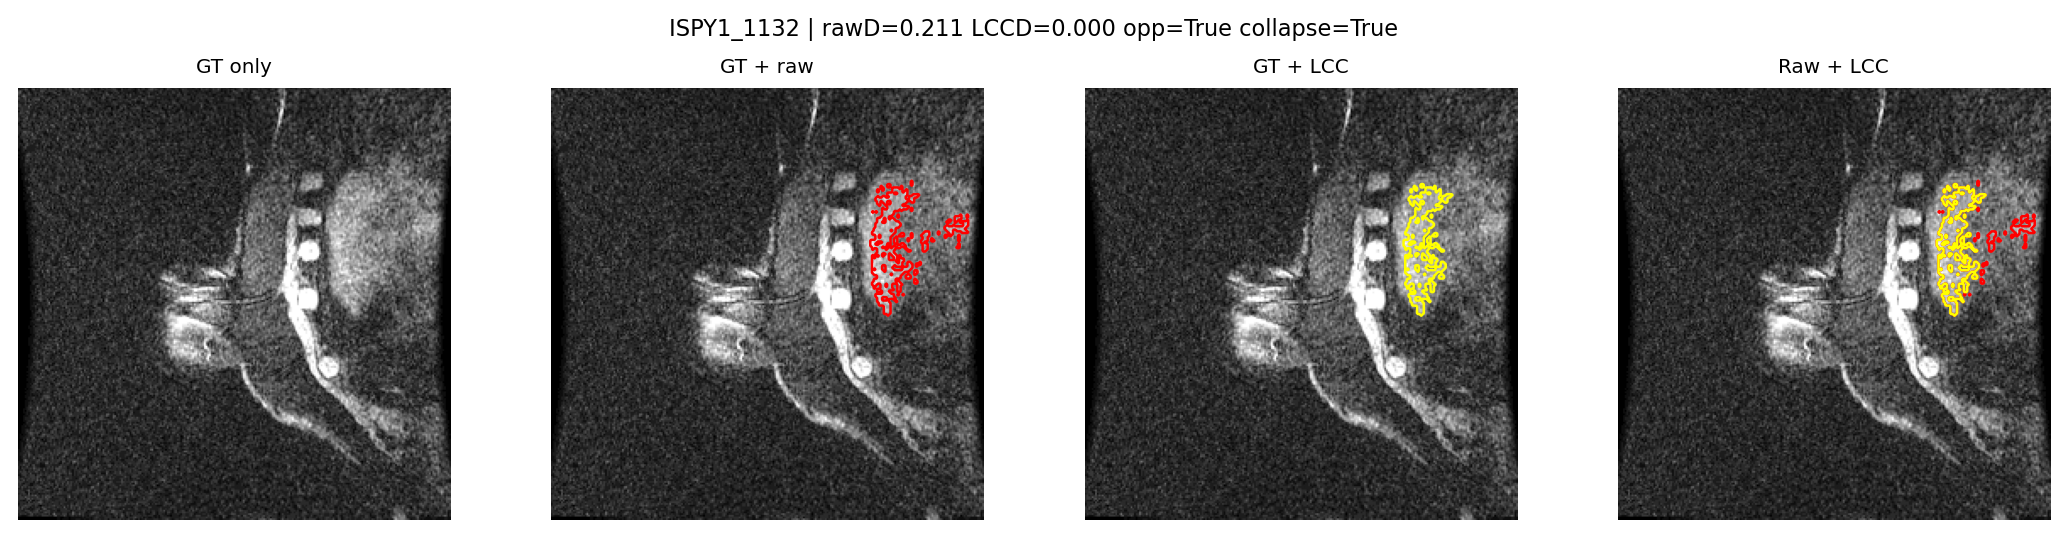 ISPY1_1132 | rawD=0.211 LCCD=0.000 opp=True collapse=True
GT only
GT + raw
GT + LCC
Raw + LCC